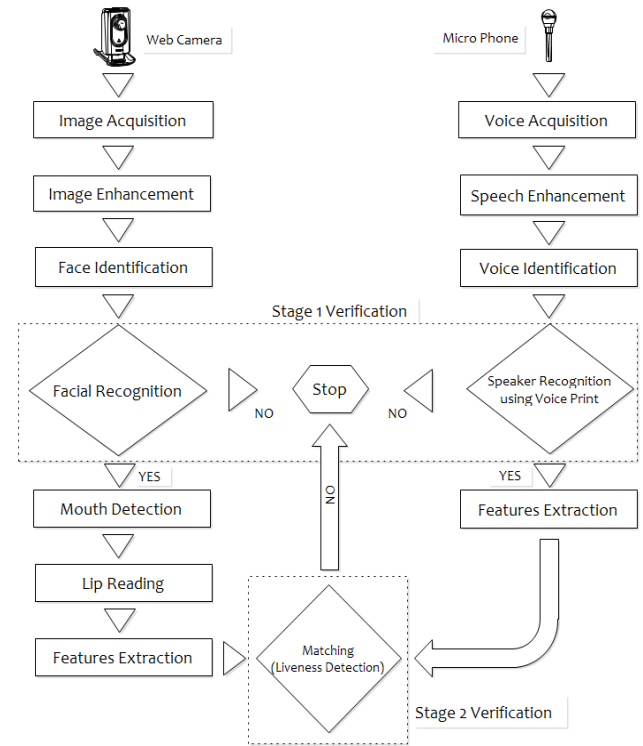 Web Camera
Micro Phone
Image Acquisition
Voice Acquisition
Image Enhancement
Speech Enhancement
Face Identification
Voice Identification
Stage 1 Verification
Facial Recognition
NO
Stop
NO
Speaker Recognition
using Voice Print
YES
YES
Mouth Detection
Features Extraction
NO
Lip Reading
Features Extraction
Matching
(Liveness Detection)
Stage 2 Verification